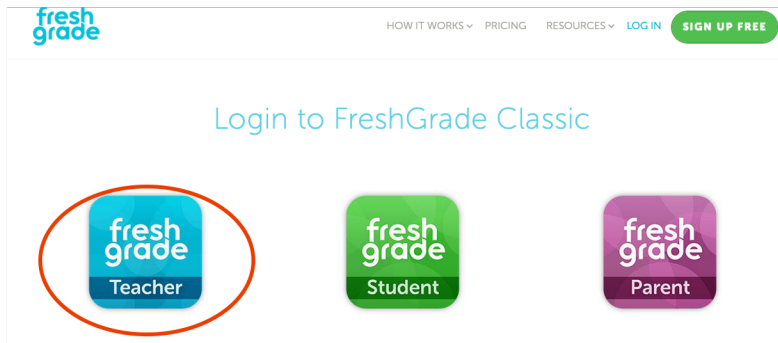 fresh
grade
HOW IT WORKS PRICING RESOURCES LOG IN SIGN UP FREE
Login to FreshGrade Classic
fresh
grade
Teacher
fresh
grade
Student
fresh
grade
Parent